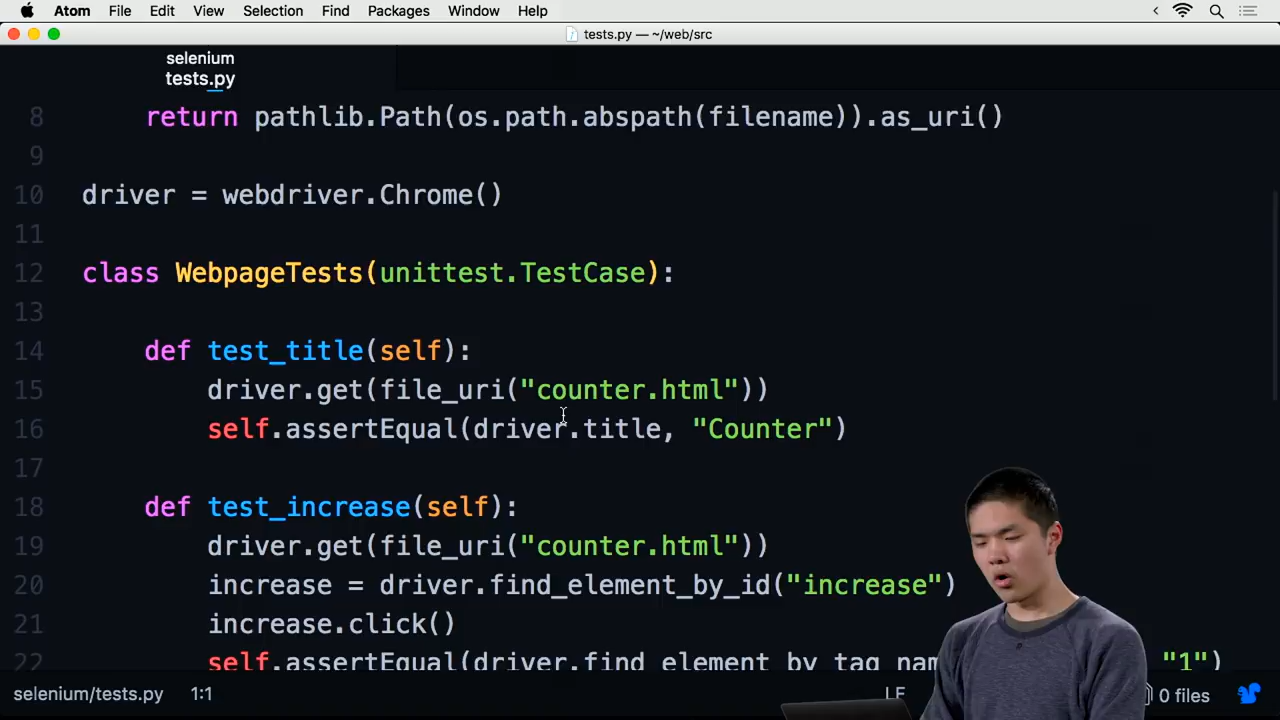 Atom File Edit View Selection Find Packages Window Help
tests.py — ~/web/src
selenium
tests.py
8 return pathlib.Path(os.path.abspath(filename)).as_uri()
9
10 driver = webdriver.Chrome()
11
12 class WebpageTests(unittest.TestCase):
13
14 def test_title(self):
15 driver.get(file_uri("counter.html"))
16 self.assertEqual(driver.title, "Counter")
17
18 def test_increase(self):
19 driver.get(file_uri("counter.html"))
20 increase = driver.find_element_by_id("increase")
21 increase.click()
22 self.assertEqual(driver.find_element_by_tag_nam "1")
selenium/tests.py 1:1 LF 0 files